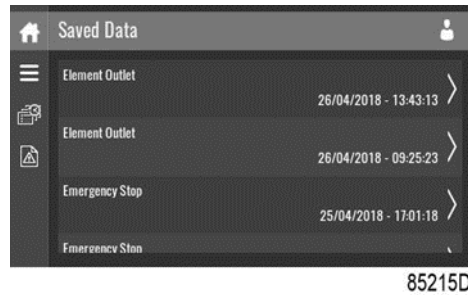 Saved Data
Element Outlet
26/04/2018 - 13:43:13
Element Outlet
26/04/2018 - 09:25:23
Emergency Stop
25/04/2018 - 17:01:18
Emergency Stop
85215D